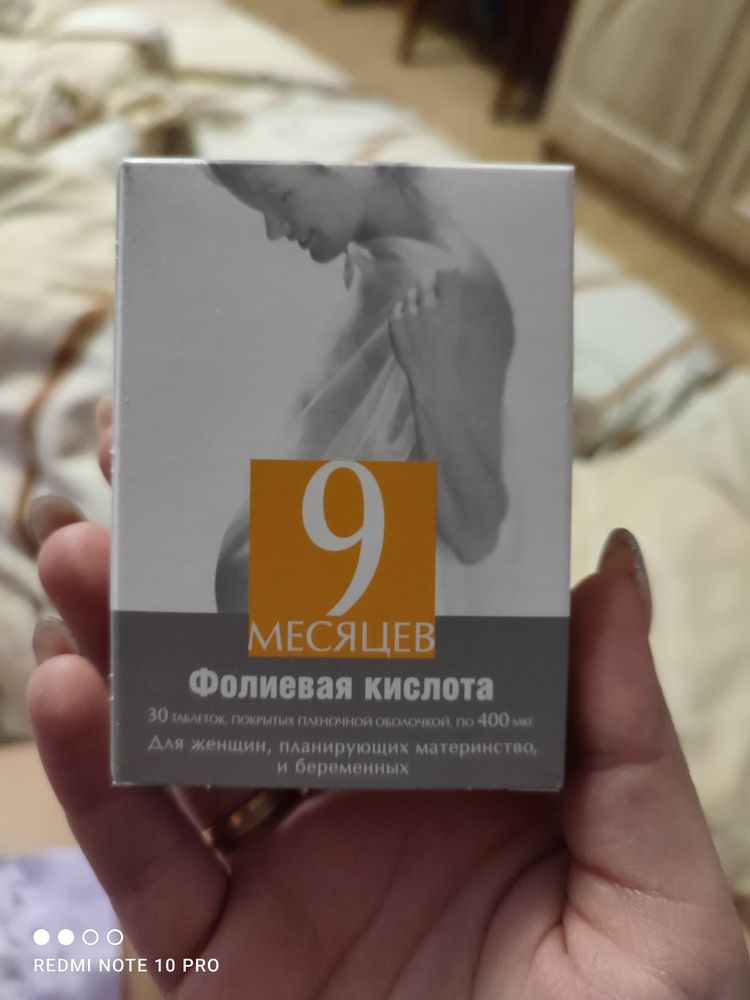 9
МЕСЯЦЕВ
Фолиевая кислота
30 ТАБЛЕТОК, ПОКРЫТЫХ ПЛЕНОЧНОЙ ОБОЛОЧКОЙ, ПО 400 МКГ
Для женщин, планирующих материнство,
и беременных
REDMI NOTE 10 PRO